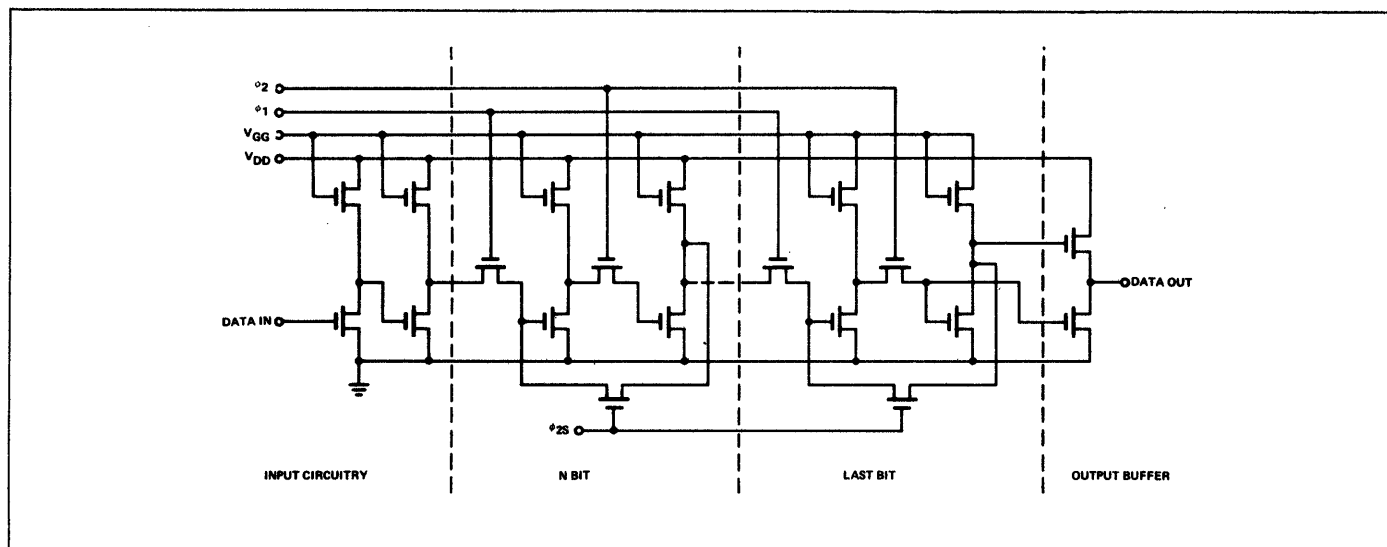 φ2
φ1
VGG
VDD
DATA IN
DATA OUT
φ2S
INPUT CIRCUITRY
N BIT
LAST BIT
OUTPUT BUFFER